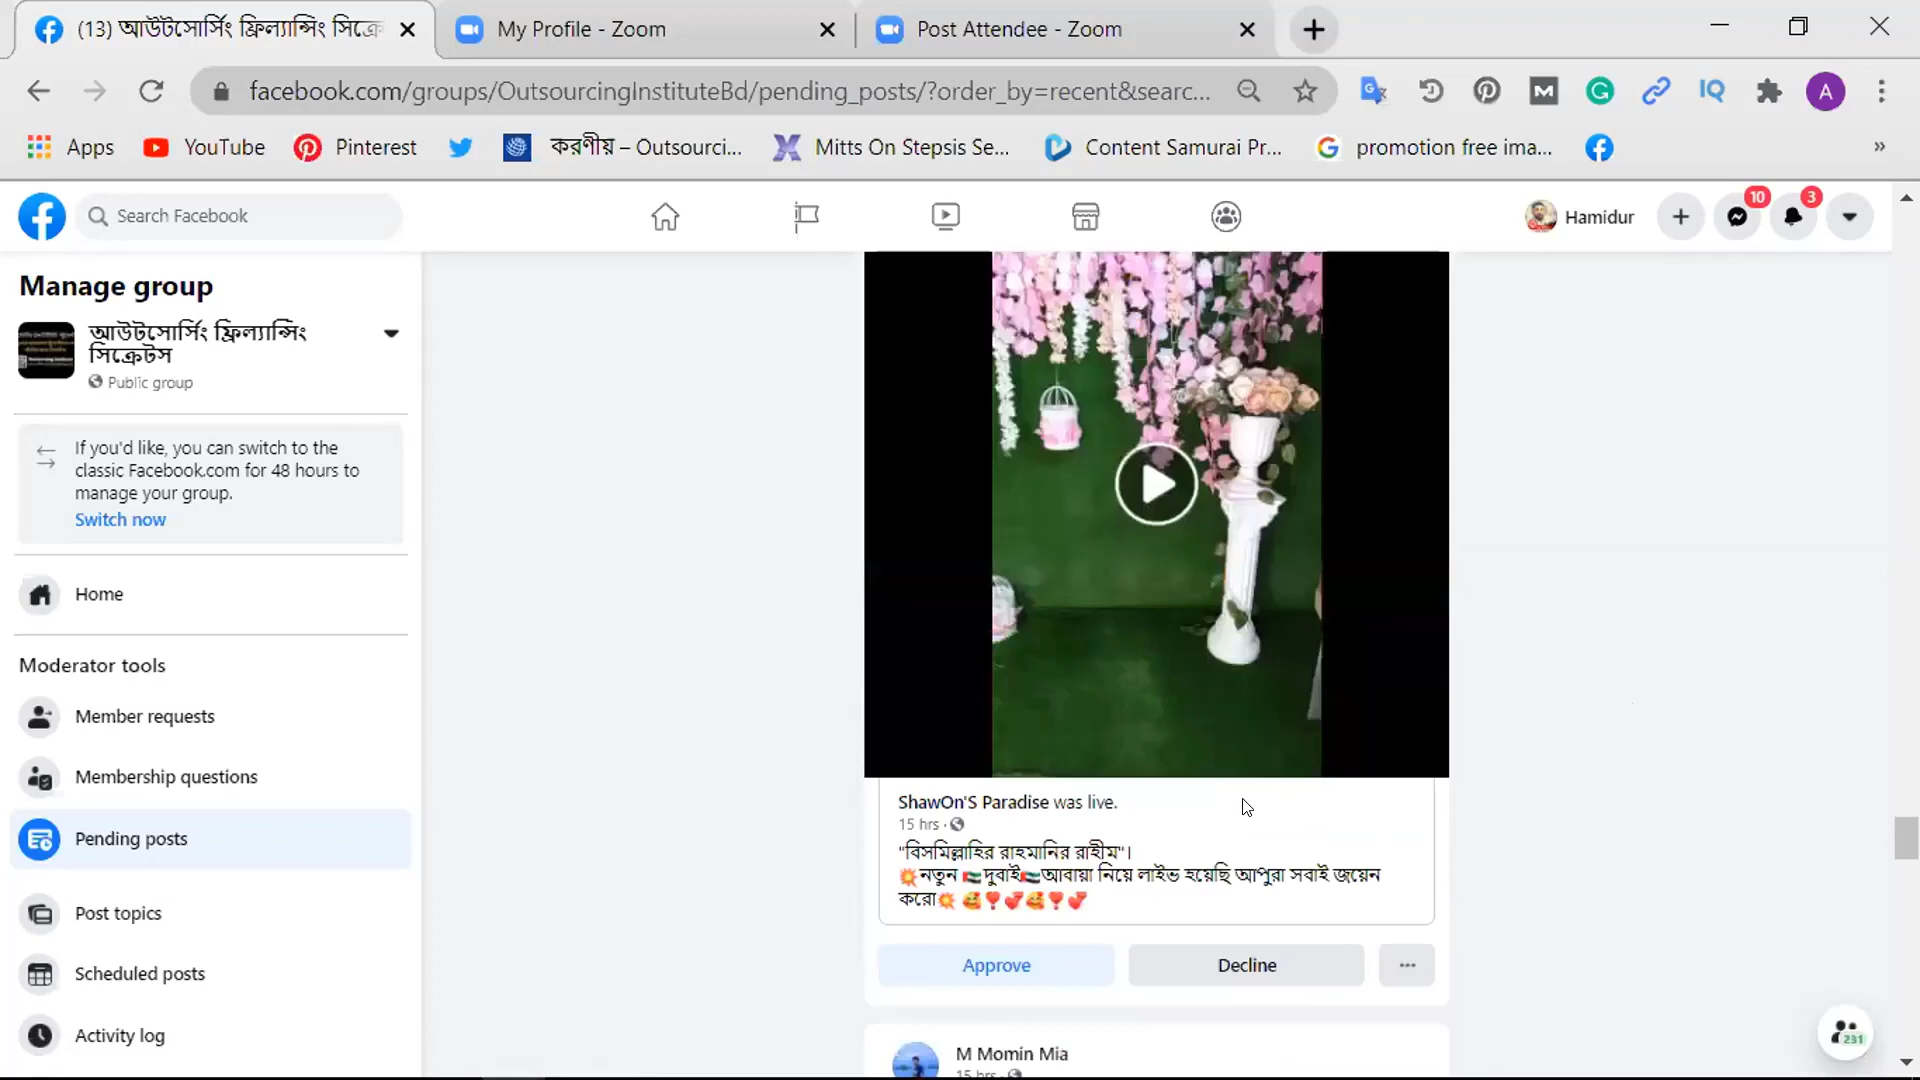 (13) আউটসোর্সিং ফ্রিল্যান্সিং সিক্রে
My Profile - Zoom
Post Attendee - Zoom
facebook.com/groups/OutsourcingInstituteBd/pending_posts/?order_by=recent&searc...
A
Apps
YouTube
Pinterest
করণীয় – Outsourci...
Mitts On Stepsis Se...
Content Samurai Pr...
promotion free ima...
»
Search Facebook
Hamidur
10
3
Manage group
আউটসোর্সিং ফ্রিল্যান্সিং
সিক্রেটস
Public group
If you'd like, you can switch to the
classic Facebook.com for 48 hours to
manage your group.
Switch now
Home
Moderator tools
Member requests
Membership questions
Pending posts
Post topics
Scheduled posts
Activity log
ShawOn'S Paradise was live.
15 hrs ·
"বিসমিল্লাহির রাহমানির রাহীম"।
💥নতুন 🇦🇪দুবাই🇦🇪আবায়া নিয়ে লাইভ হয়েছি আপুরা সবাই জয়েন
করো💥 🥰❣️💞🥰❣️💞
Approve
Decline
M Momin Mia
15 hrs ·
231